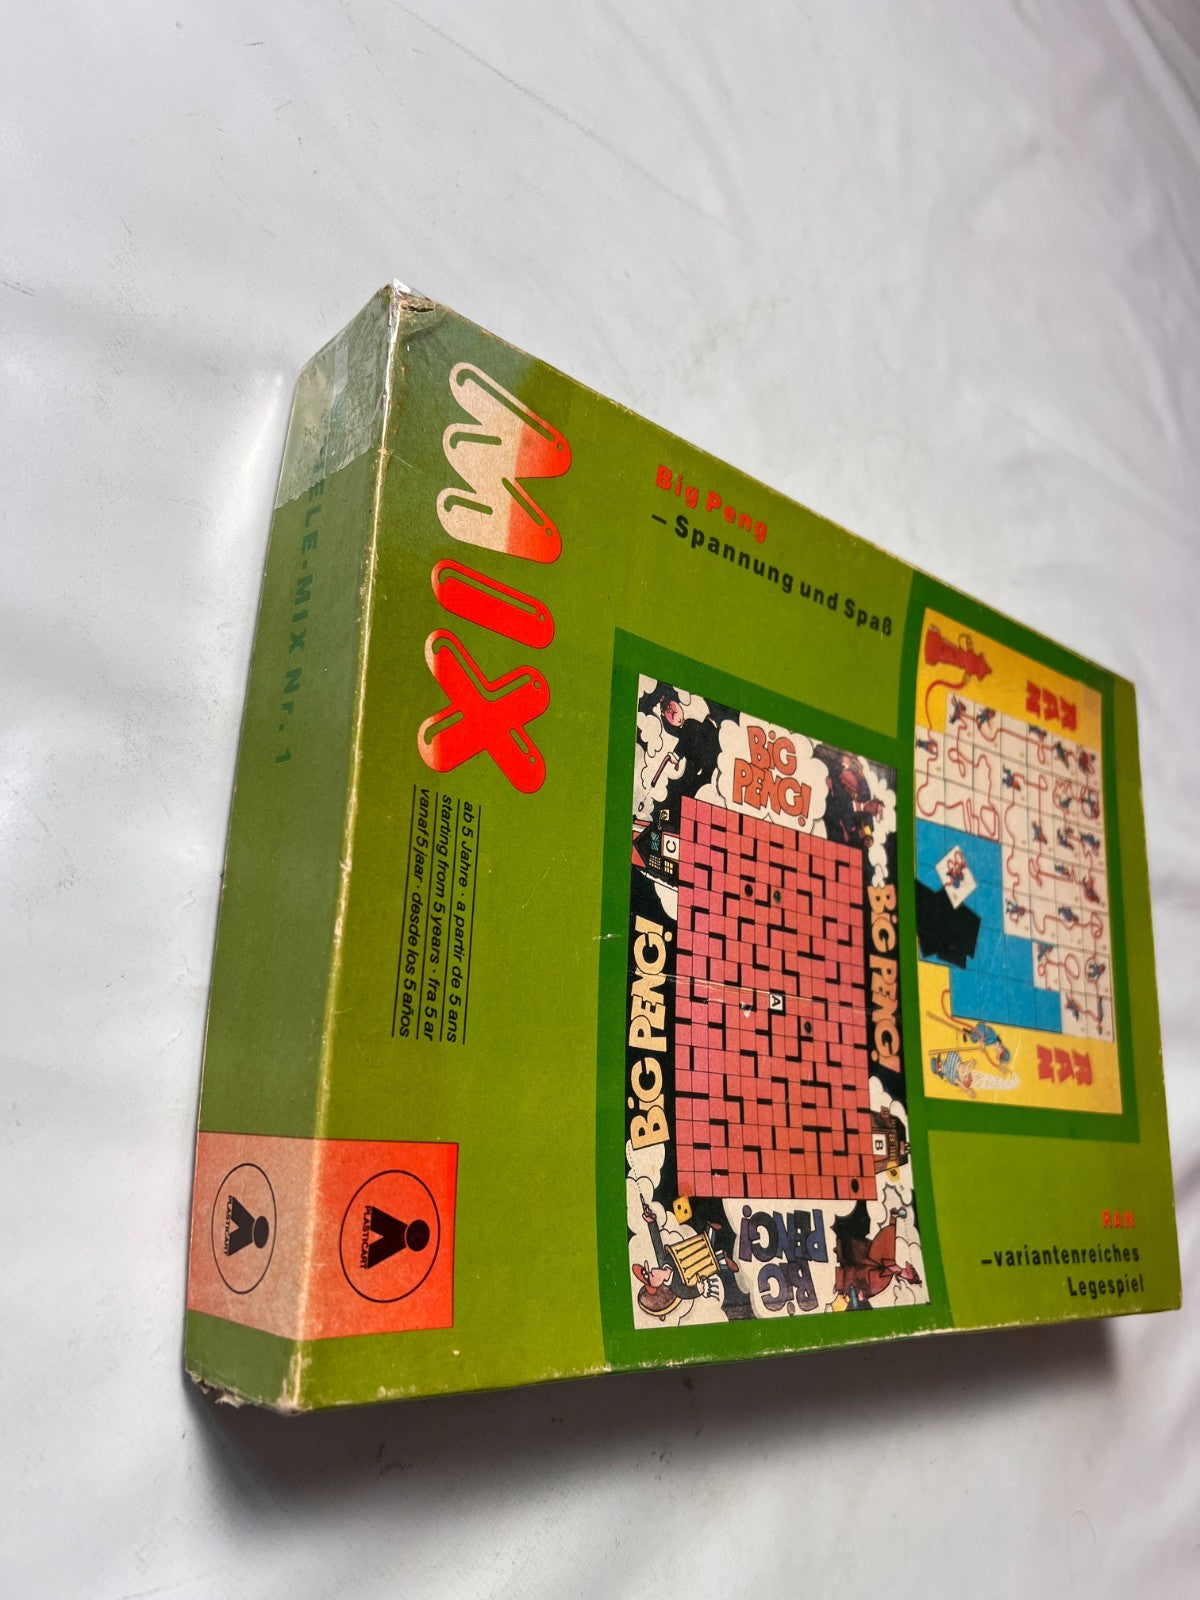 MIX
ab 5 Jahre · a partir de 5 ans
starting from 5 years · fra 5 ar
vanaf 5 jaar · desde los 5 años
Big Peng
– Spannung und Spaß
BIG
PENG!
BIG PENG!
BIG PENG!
BIG
PENG!
C
A
B
RAN
RAN
RAN
–variantenreiches
Legespiel
PLASTICART
PLASTICART
ELE-MIX Nr. 1